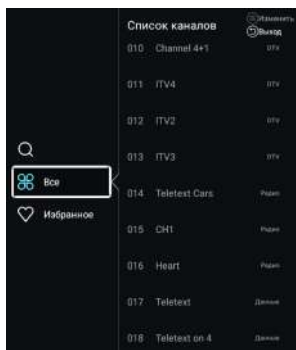 Список каналов
Изменить
Выход
010 Channel 4+1 DTV
011 ITV4 DTV
012 ITV2 DTV
013 ITV3 DTV
Все
014 Teletext Cars Радио
Избранное
015 CH1 Радио
016 Heart Радио
017 Teletext Данные
018 Teletext on 4 Данные